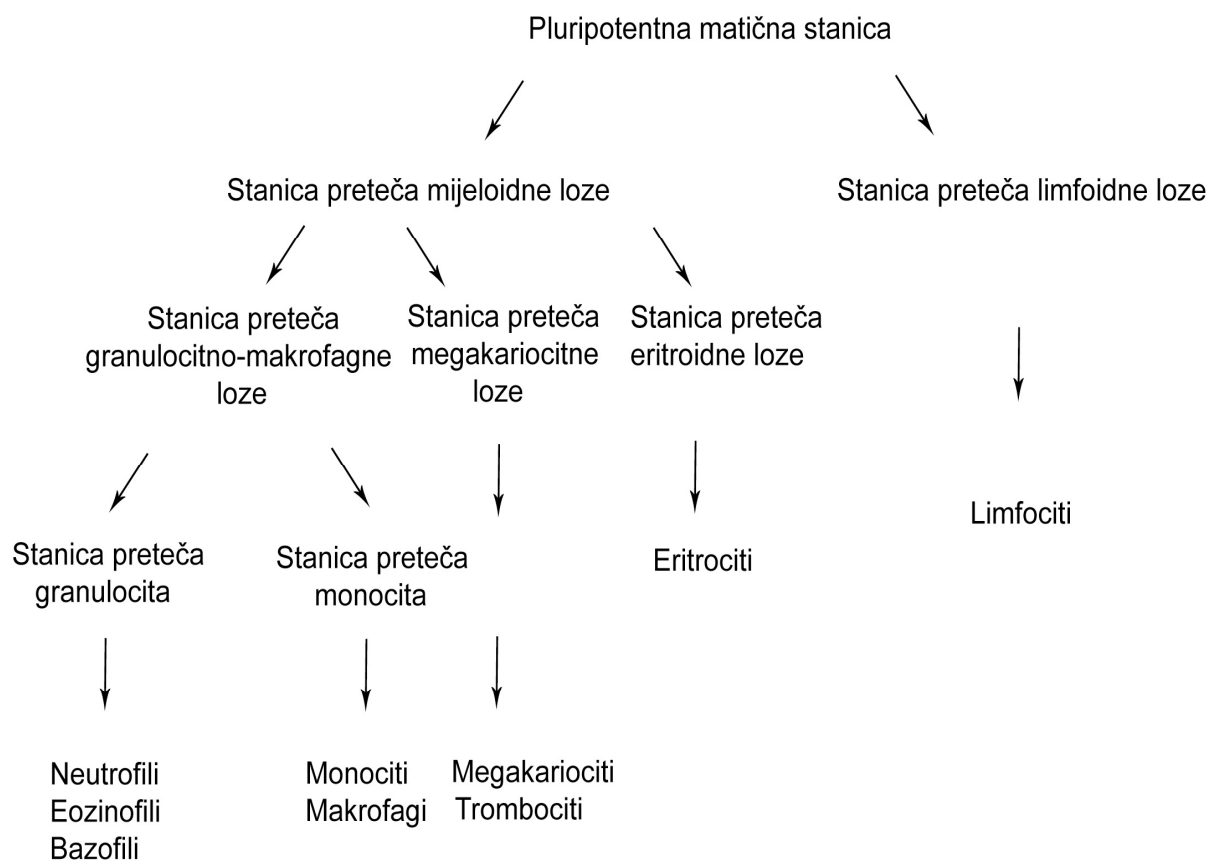 Pluripotentna matična stanica
Stanica preteča mijeloidne loze
Stanica preteča limfoidne loze
Stanica preteča
granulocitno-makrofagne
loze
Stanica preteča
megakariocitne
loze
Stanica preteča
eritroidne loze
Stanica preteča
granulocita
Stanica preteča
monocita
Eritrociti
Limfociti
Neutrofili
Eozinofili
Bazofili
Monociti
Makrofagi
Megakariociti
Trombociti